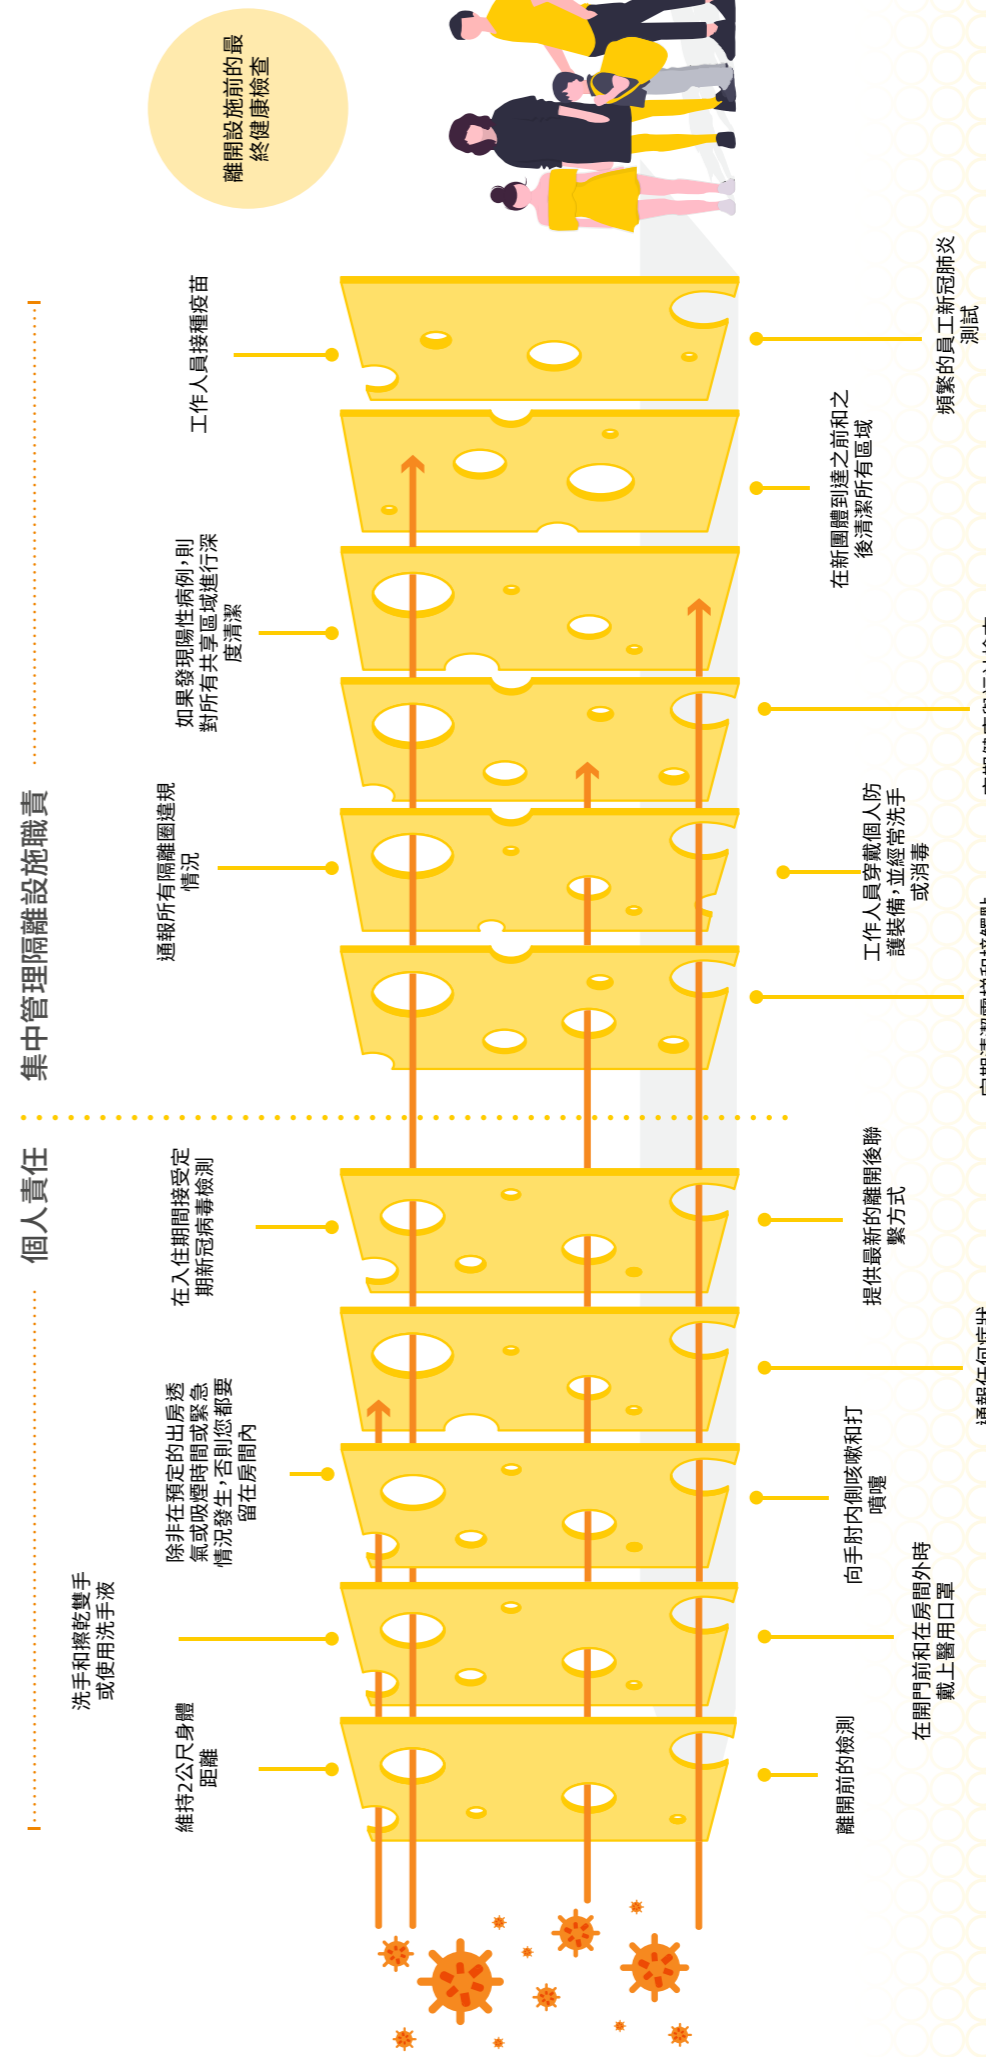 個人責任
集中管理隔離設施職責
維持2公尺身體
距離
洗手和擦乾雙手
或使用洗手液
除非在預定的出房透
氣或吸煙時間或緊急
情況發生，否則您都要
留在房間內
在入住期間接受定
期新冠病毒檢測
通報所有隔離圈違規
情況
如果發現陽性病例，則
對所有共享區域進行深
度清潔
工作人員接種疫苗
離開設施前的最
終健康檢查
離開前的檢測
在開門前和在房間外時
戴上醫用口罩
向手肘內側咳嗽和打
噴嚏
通報任何症狀
提供最新的離開後聯
繫方式
工作人員穿戴個人防
護裝備，並經常洗手
或消毒
在新團體到達之前和之
後清潔所有區域
頻繁的員工新冠肺炎
測試